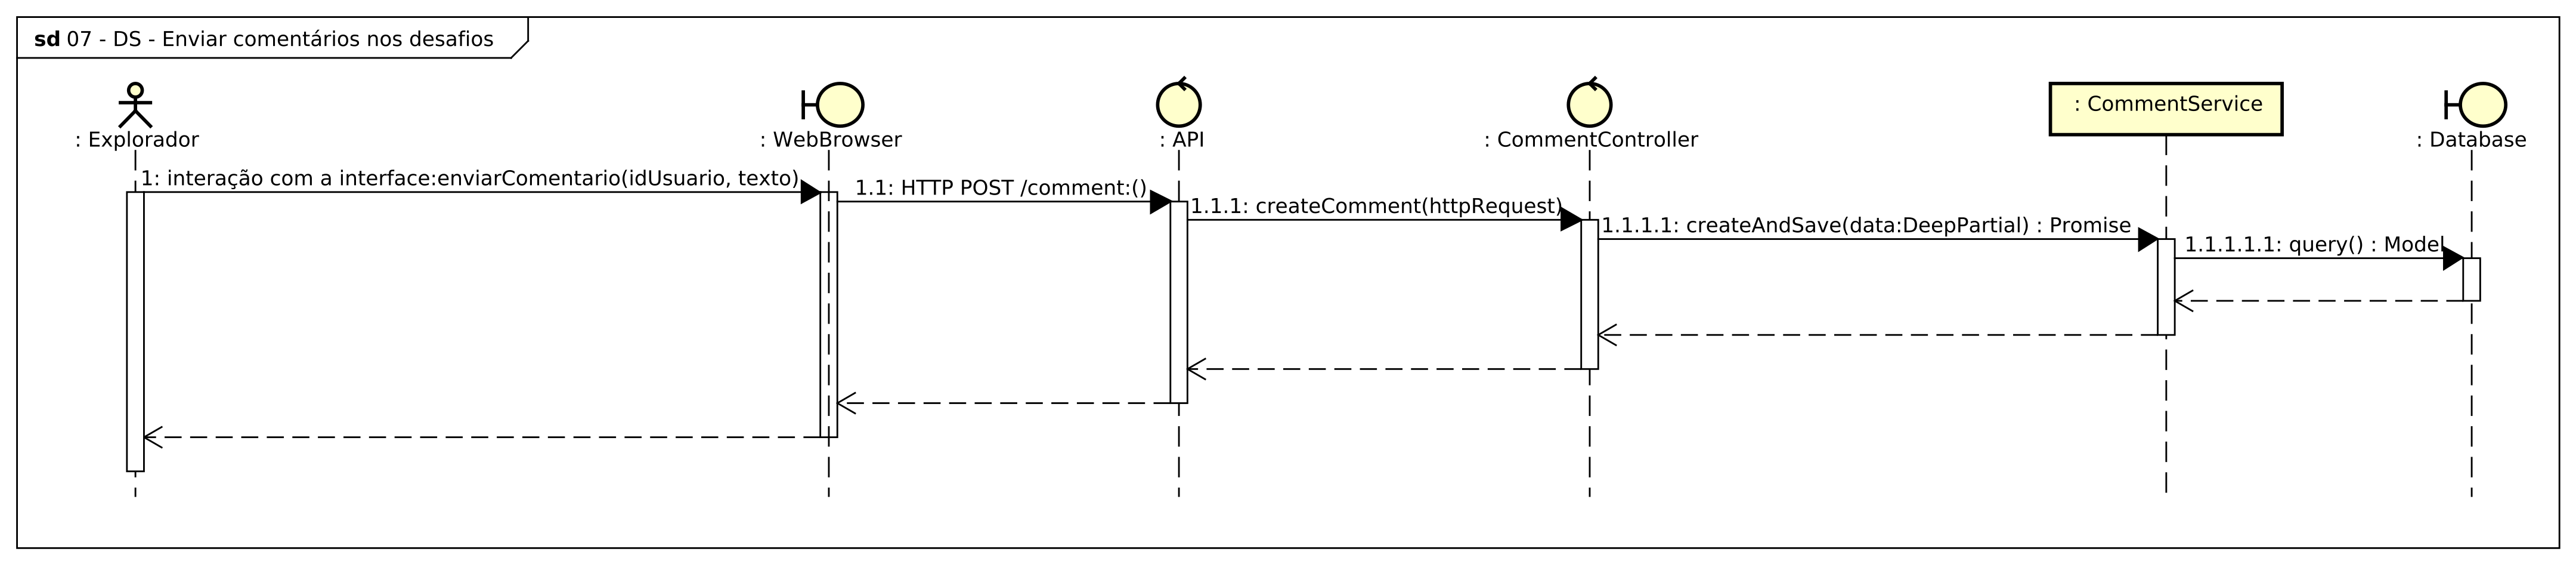 sd 07 - DS - Enviar comentários nos desafios
: Explorador
: WebBrowser
: API
: CommentController
: CommentService
: Database
1: interação com a interface:enviarComentario(idUsuario, texto)
1.1: HTTP POST /comment:()
1.1.1: createComment(httpRequest)
1.1.1.1: createAndSave(data:DeepPartial) : Promise
1.1.1.1.1: query() : Model